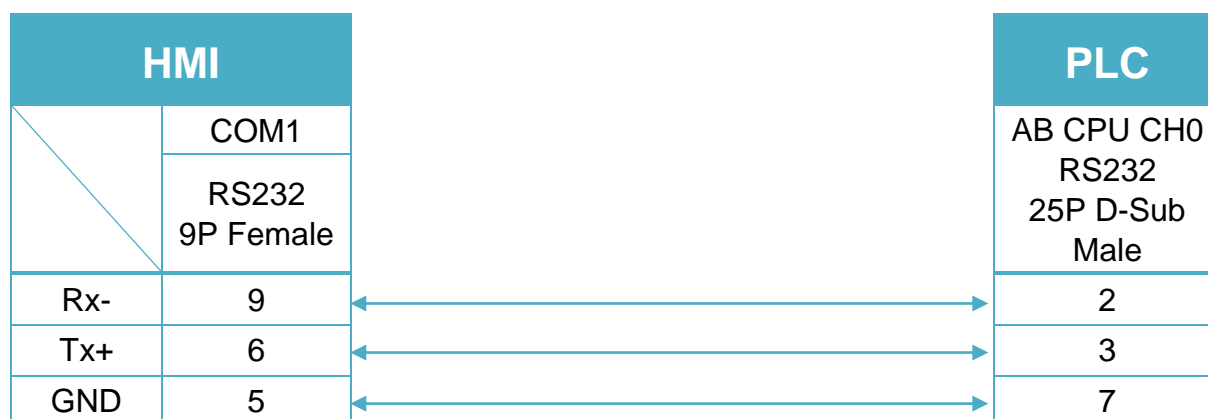 HMI
PLC
COM1
RS232
9P Female
AB CPU CH0
RS232
25P D-Sub
Male
Rx- 9 2
Tx+ 6 3
GND 5 7